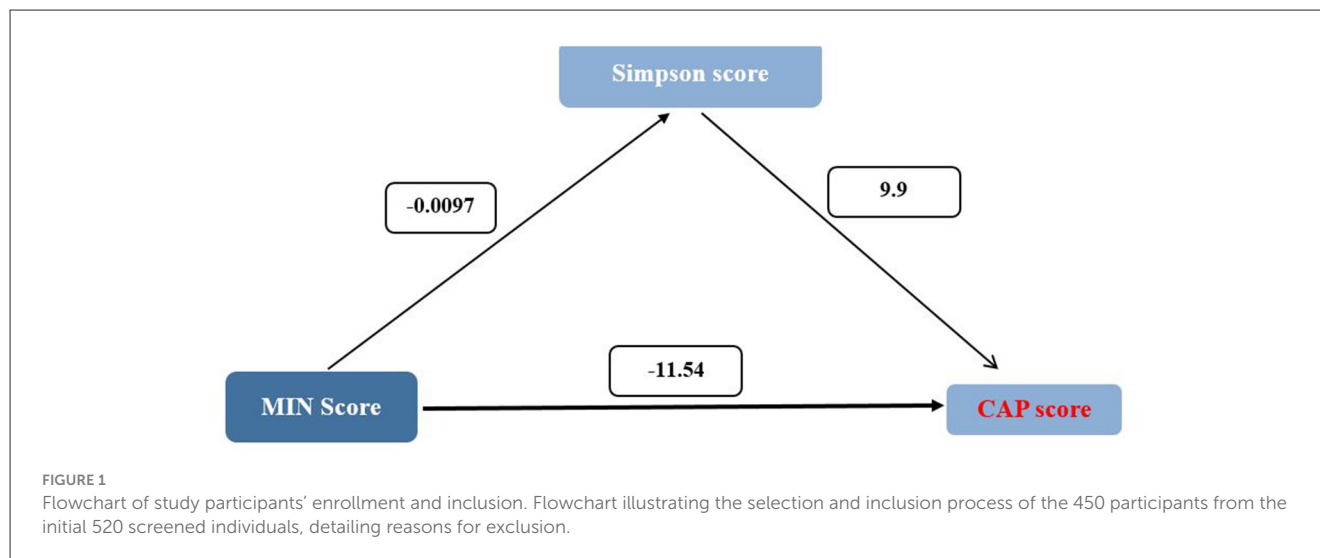 Simpson score
-0.0097
9.9
-11.54
MIN Score
CAP score
FIGURE 1
Flowchart of study participants’ enrollment and inclusion. Flowchart illustrating the selection and inclusion process of the 450 participants from the
initial 520 screened individuals, detailing reasons for exclusion.